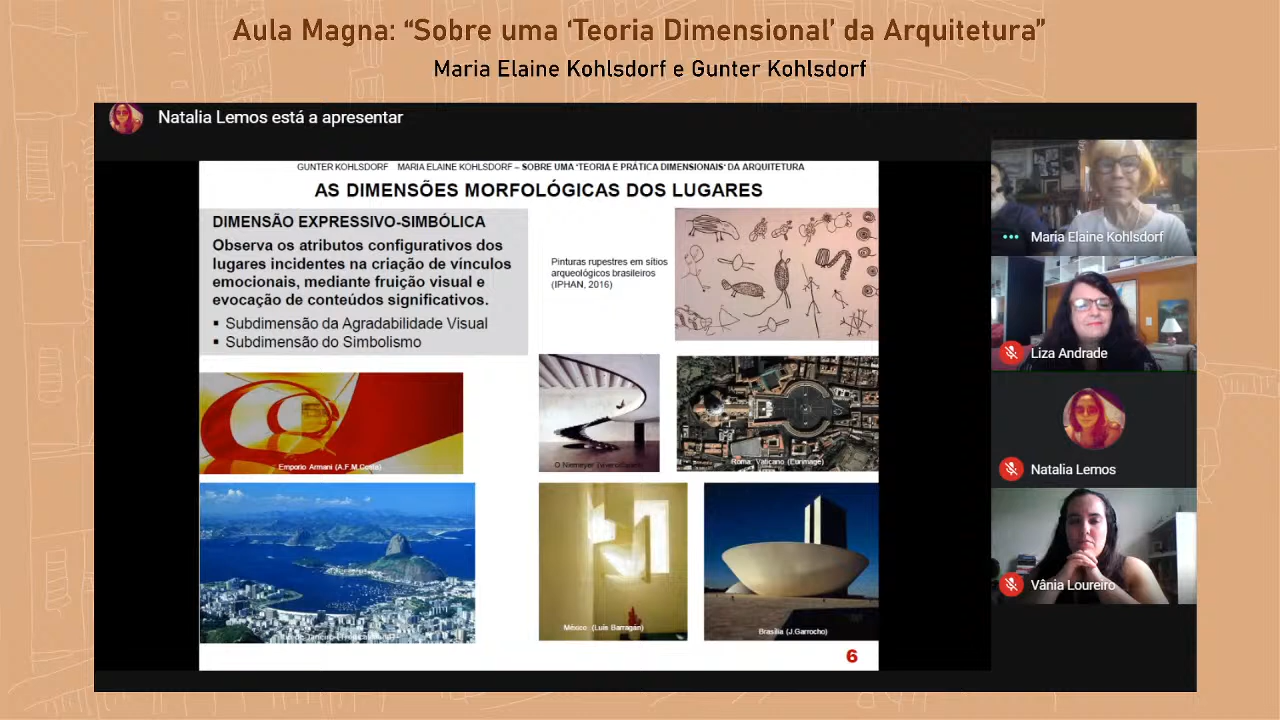 Aula Magna: “Sobre uma ‘Teoria Dimensional’ da Arquitetura”
Maria Elaine Kohlsdorf e Gunter Kohlsdorf
Natalia Lemos está a apresentar
GUNTER KOHLSDORF MARIA ELAINE KOHLSDORF – SOBRE UMA ‘TEORIA E PRÁTICA DIMENSIONAIS’ DA ARQUITETURA
AS DIMENSÕES MORFOLÓGICAS DOS LUGARES
DIMENSÃO EXPRESSIVO-SIMBÓLICA
Observa os atributos configurativos dos
lugares incidentes na criação de vínculos
emocionais, mediante fruição visual e
evocação de conteúdos significativos.
▪ Subdimensão da Agradabilidade Visual
▪ Subdimensão do Simbolismo
Pinturas rupestres em sítios
arqueológicos brasileiros
(IPHAN, 2016)
Emporio Armani (A.F.M.Costa)
O Niemeyer
Roma: Vaticano (Eurimage)
México: (Luis Barragán)
Brasília (J.Garrocho)
6
Maria Elaine Kohlsdorf
Liza Andrade
Natalia Lemos
Vânia Loureiro